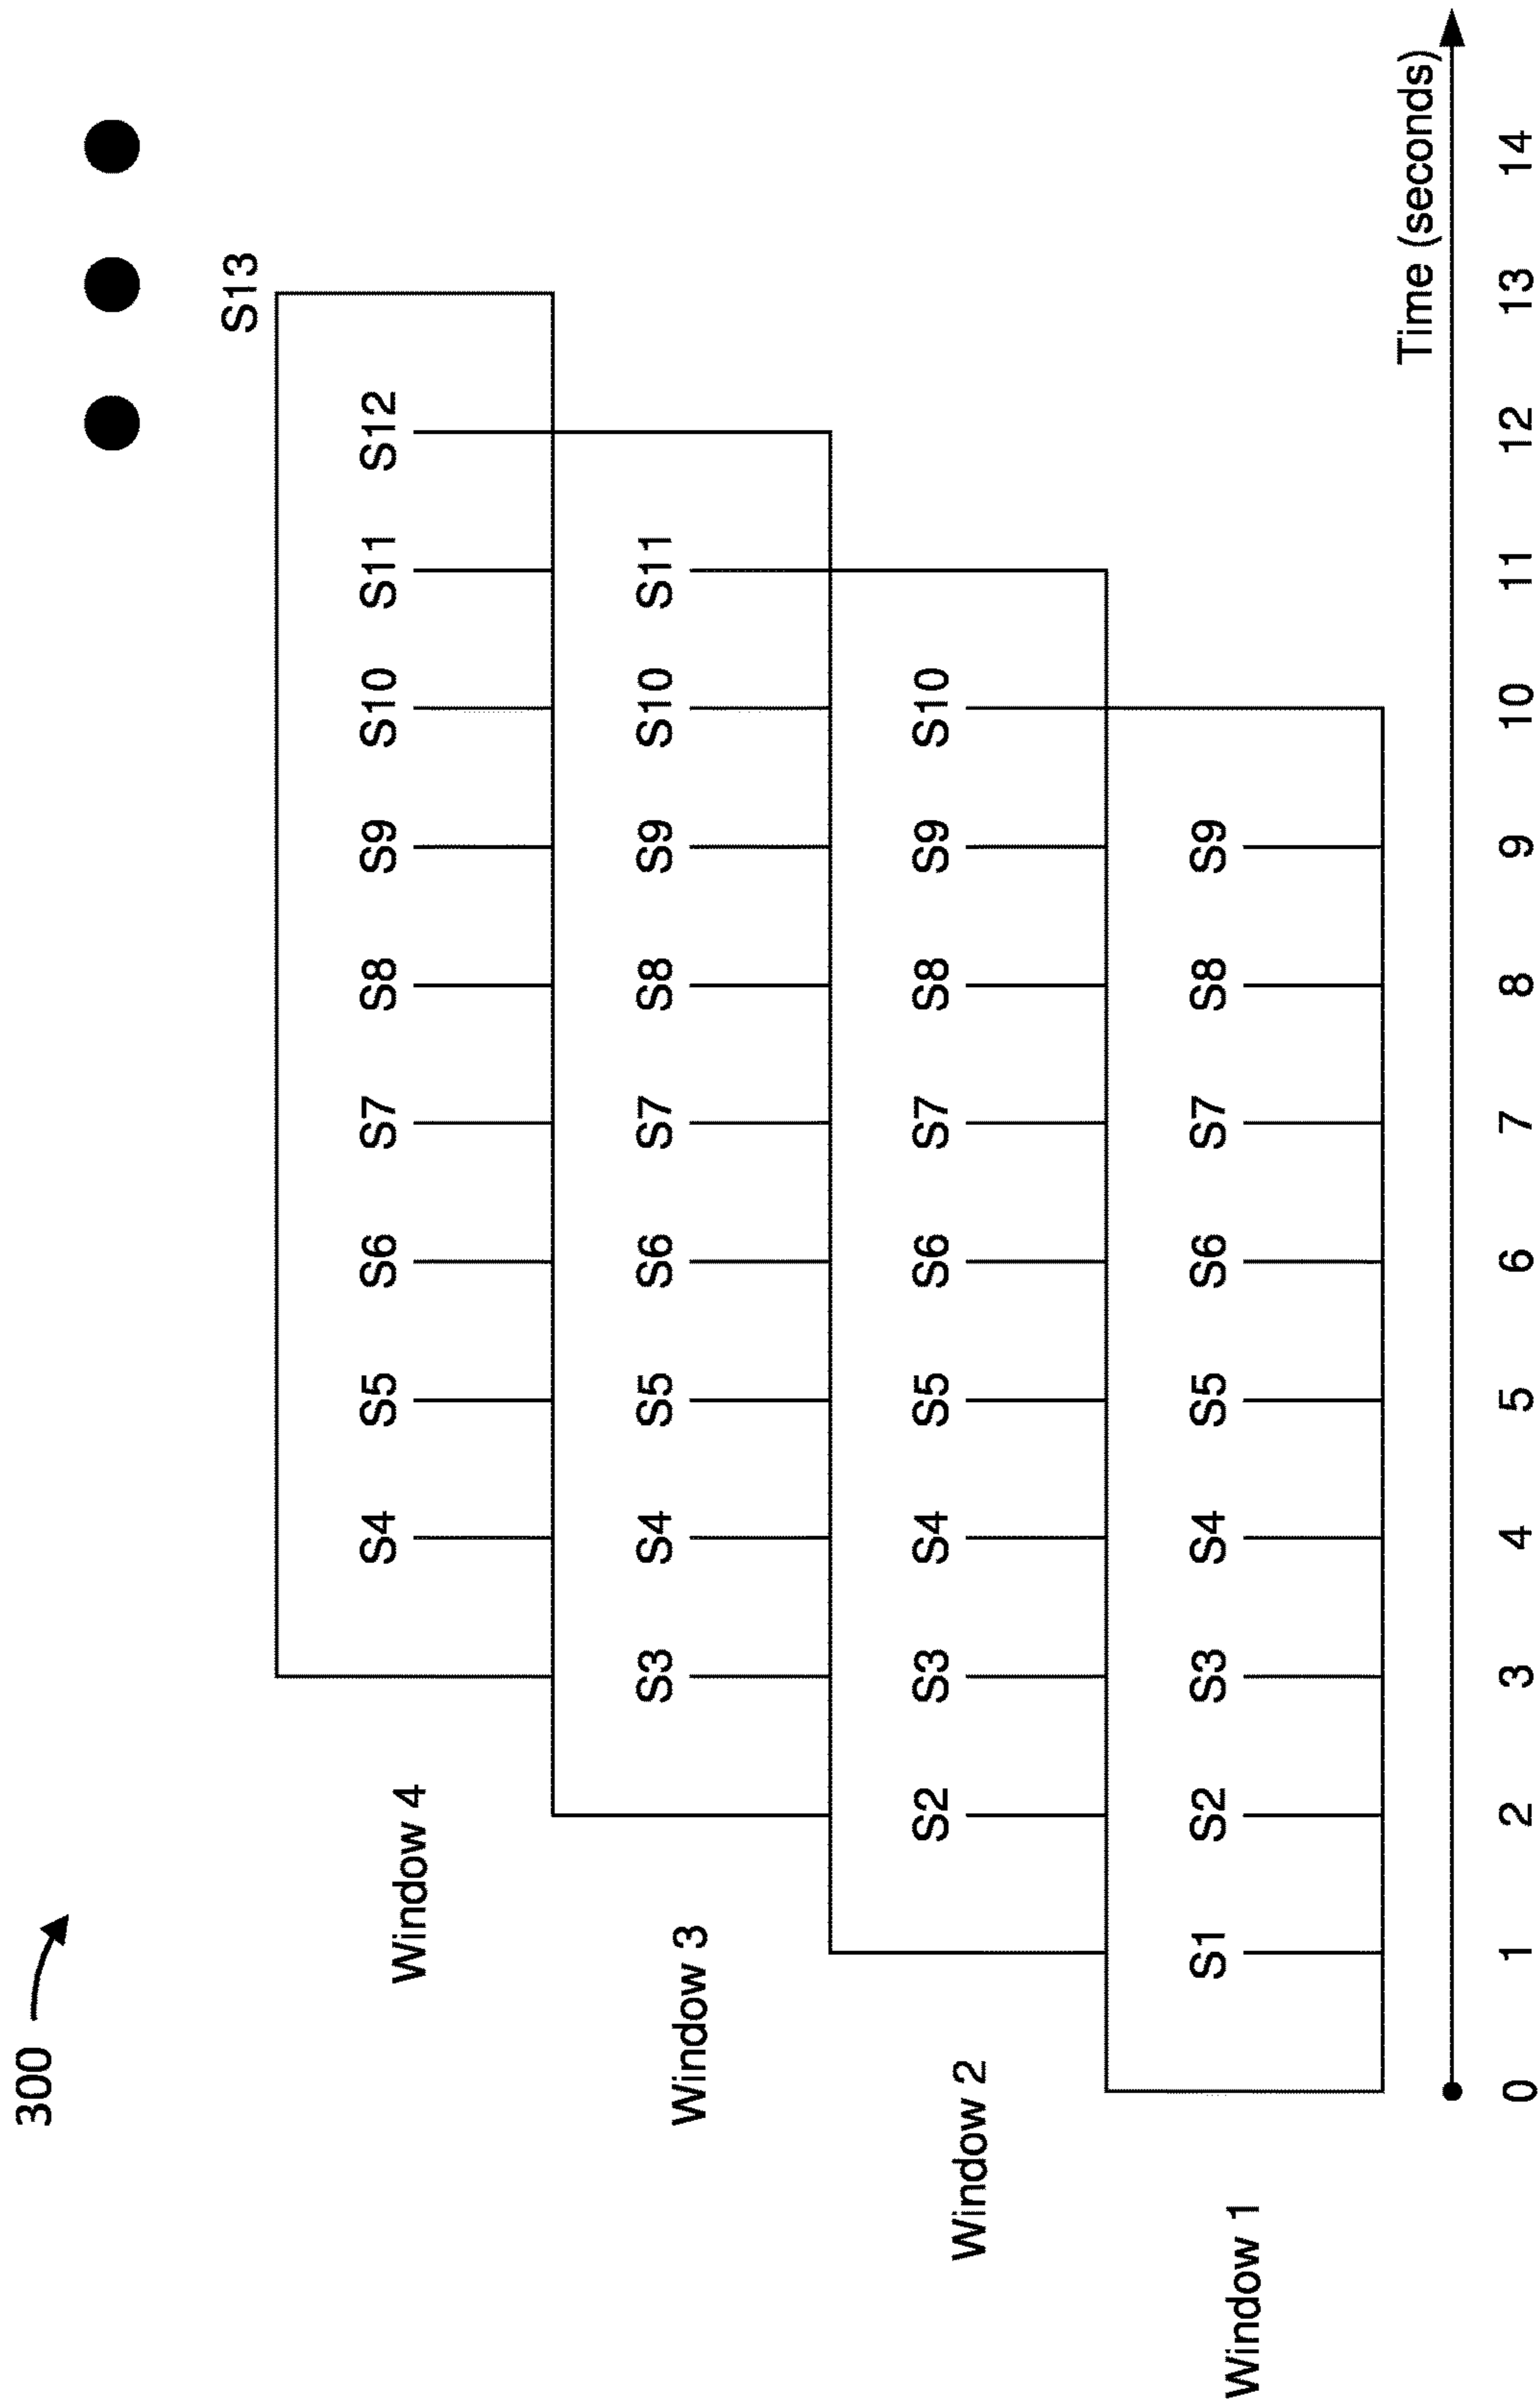 300
S13
Window 4 S4 S5 S6 S7 S8 S9 S10 S11 S12
Window 3 S3 S4 S5 S6 S7 S8 S9 S10 S11
Window 2 S2 S3 S4 S5 S6 S7 S8 S9 S10
Window 1 S1 S2 S3 S4 S5 S6 S7 S8 S9
Time (seconds)
0 1 2 3 4 5 6 7 8 9 10 11 12 13 14